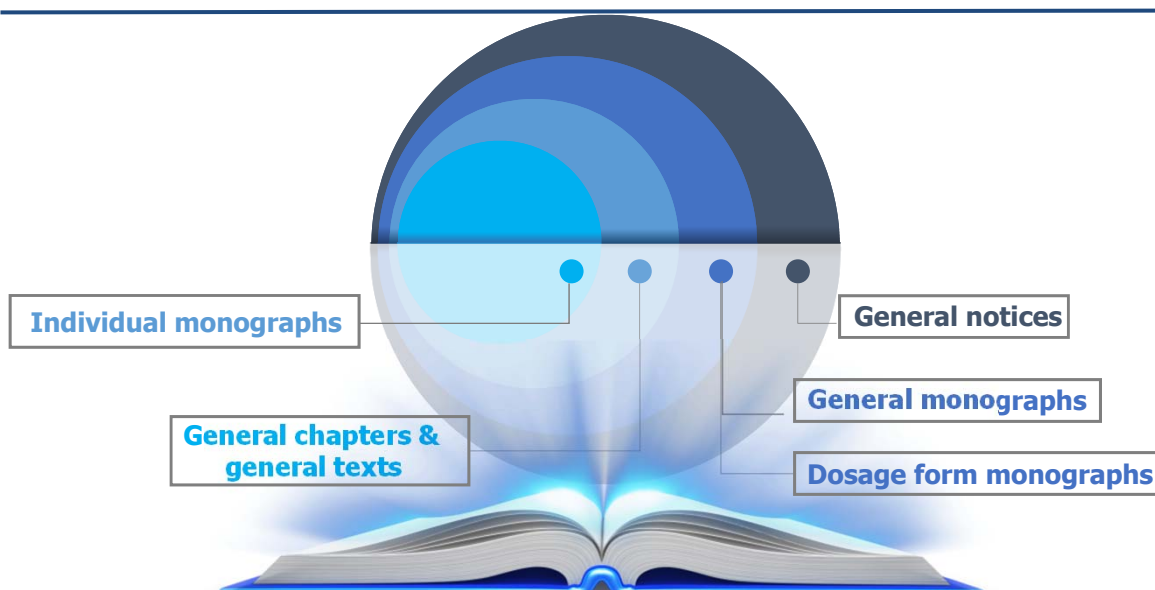 Individual monographs
General notices
General monographs
General chapters &
general texts
Dosage form monographs